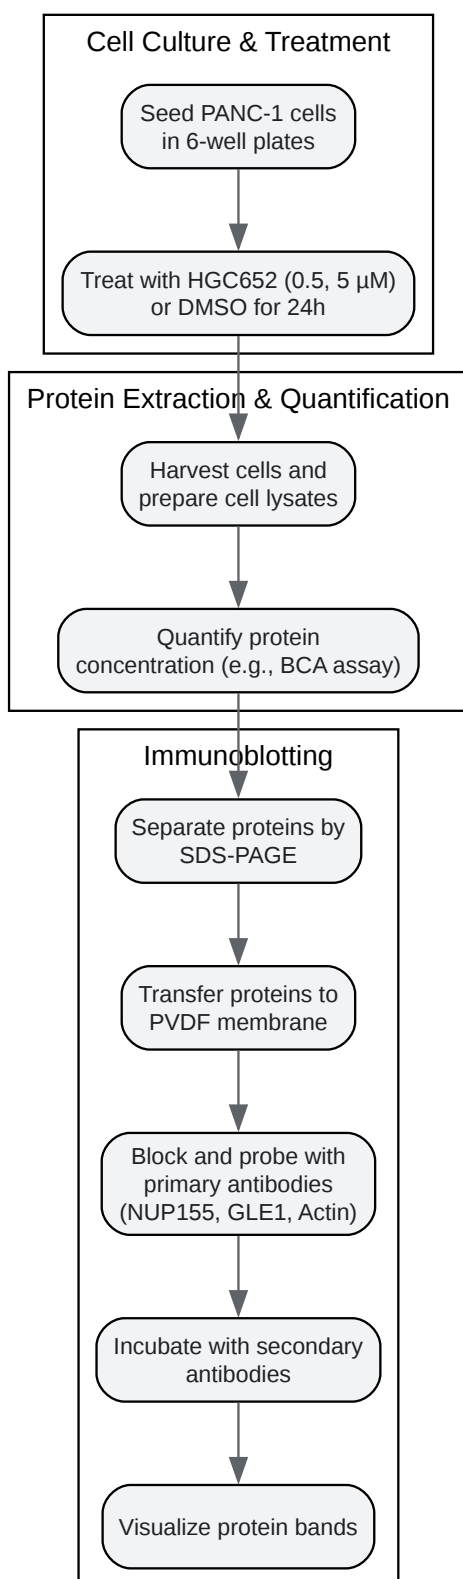 Cell Culture & Treatment
Seed PANC-1 cells
in 6-well plates
Treat with HGC652 (0.5, 5 µM)
or DMSO for 24h
Protein Extraction & Quantification
Harvest cells and
prepare cell lysates
Quantify protein
concentration (e.g., BCA assay)
Immunoblotting
Separate proteins by
SDS-PAGE
Transfer proteins to
PVDF membrane
Block and probe with
primary antibodies
(NUP155, GLE1, Actin)
Incubate with secondary
antibodies
Visualize protein bands